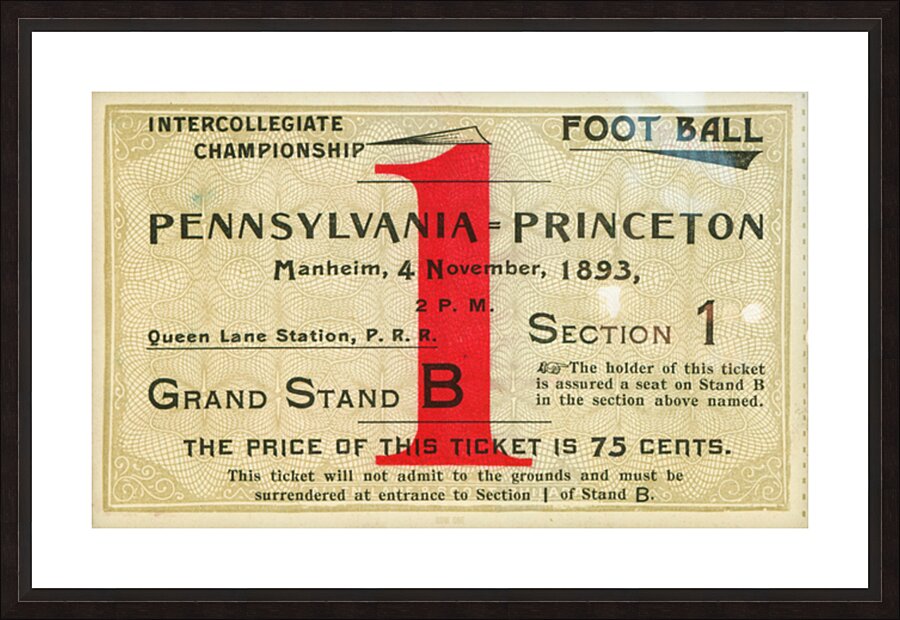 INTERCOLLEGIATE
CHAMPIONSHIP
FOOT BALL
1
PENNSYLVANIA = PRINCETON
Manheim, 4 November, 1893,
2 P. M.
Queen Lane Station, P. R. R.
SECTION 1
The holder of this ticket
is assured a seat on Stand B
in the section above named.
GRAND STAND B
THE PRICE OF THIS TICKET IS 75 CENTS.
This ticket will not admit to the grounds and must be
surrendered at entrance to Section 1 of Stand B.
ROW ONE